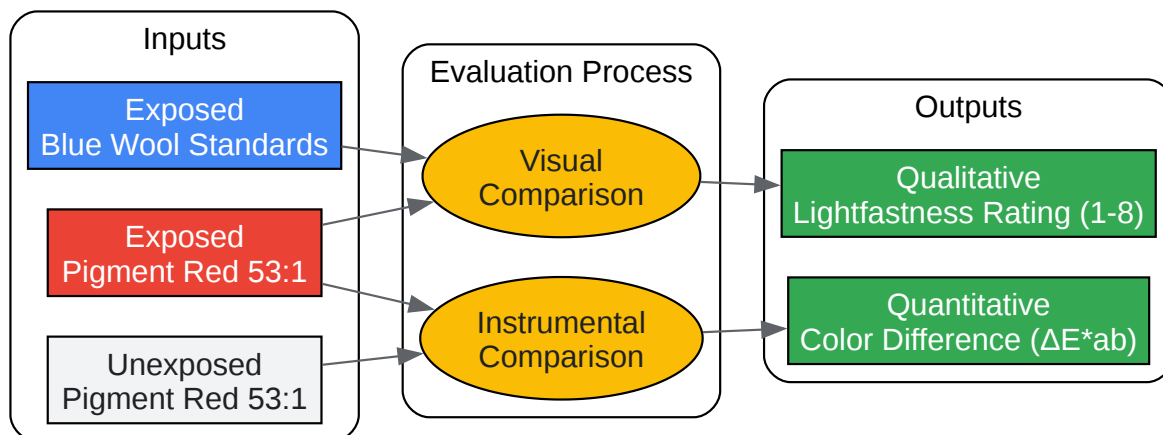 Inputs
Exposed
Blue Wool Standards
Exposed
Pigment Red 53:1
Unexposed
Pigment Red 53:1
Evaluation Process
Visual
Comparison
Instrumental
Comparison
Outputs
Qualitative
Lightfastness Rating (1-8)
Quantitative
Color Difference (ΔE*ab)